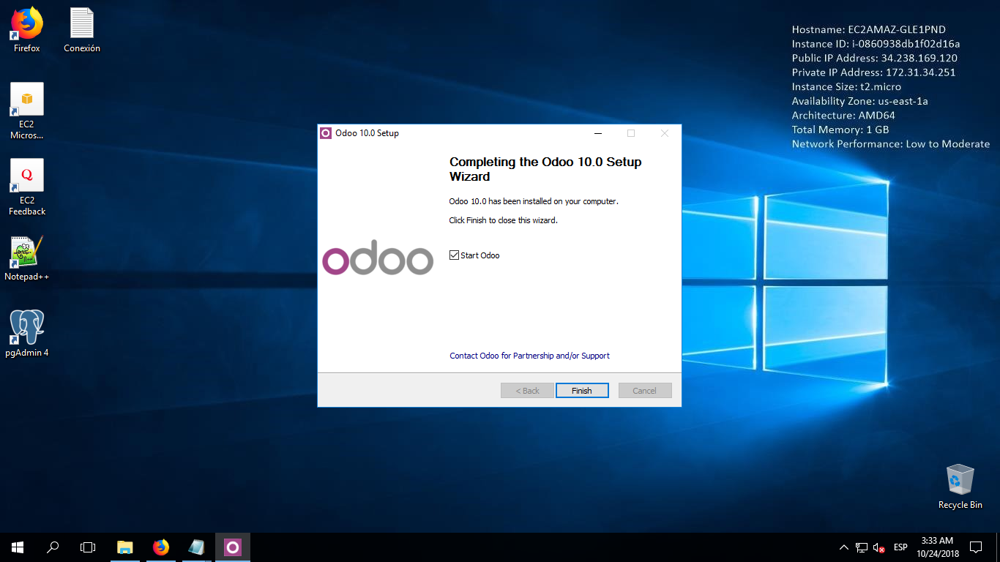 Firefox
Conexión
EC2
Micros...
EC2
Feedback
Notepad++
pgAdmin 4
Hostname: EC2AMAZ-GLE1PND
Instance ID: i-0860938db1f02d16a
Public IP Address: 34.238.169.120
Private IP Address: 172.31.34.251
Instance Size: t2.micro
Availability Zone: us-east-1a
Architecture: AMD64
Total Memory: 1 GB
Network Performance: Low to Moderate
Odoo 10.0 Setup
Completing the Odoo 10.0 Setup
Wizard
Odoo 10.0 has been installed on your computer.
Click Finish to close this wizard.
Start Odoo
odoo
Contact Odoo for Partnership and/or Support
< Back
Finish
Cancel
Recycle Bin
ESP
3:33 AM
10/24/2018